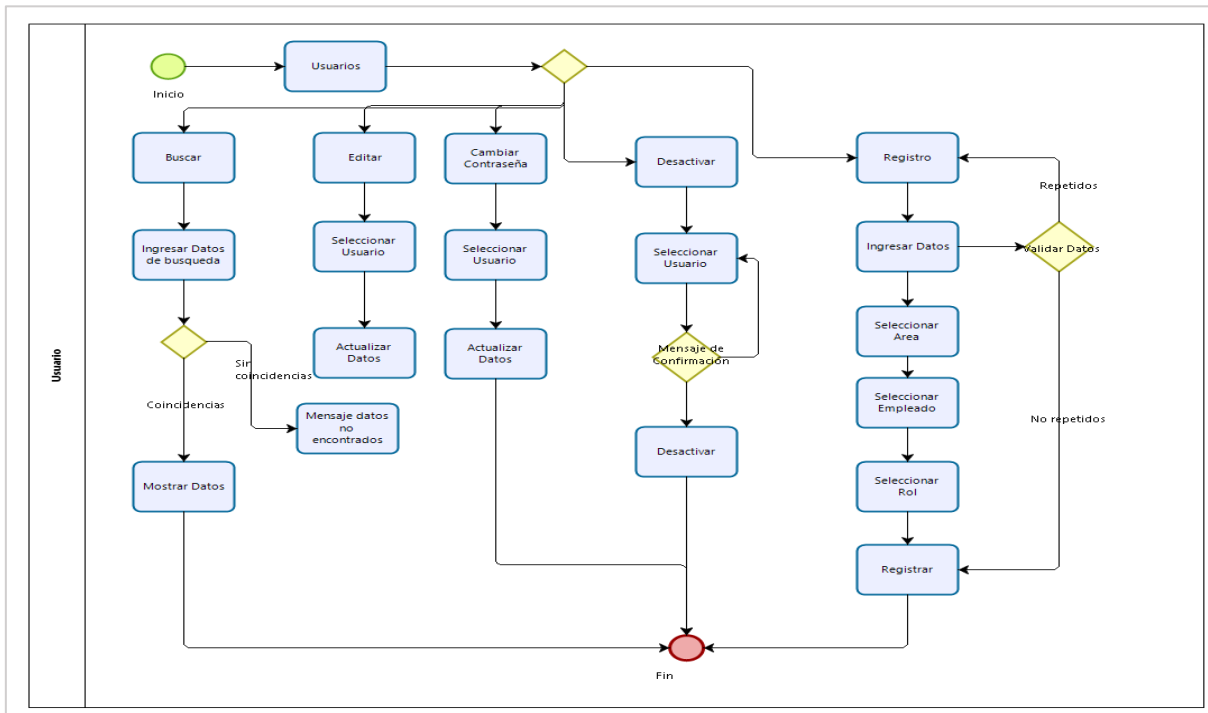 Usuario
Usuarios
Inicio
Buscar
Editar
Cambiar
Contraseña
Desactivar
Registro
Repetidos
Ingresar Datos
de busqueda
Seleccionar
Usuario
Seleccionar
Usuario
Seleccionar
Usuario
Ingresar Datos
Validar Datos
Actualizar
Datos
Actualizar
Datos
Mensaje de
Confirmación
Seleccionar
Area
Sin
coincidencias
Coincidencias
Mensaje datos
no
encontrados
Seleccionar
Empleado
No repetidos
Desactivar
Mostrar Datos
Seleccionar
Rol
Registrar
Fin